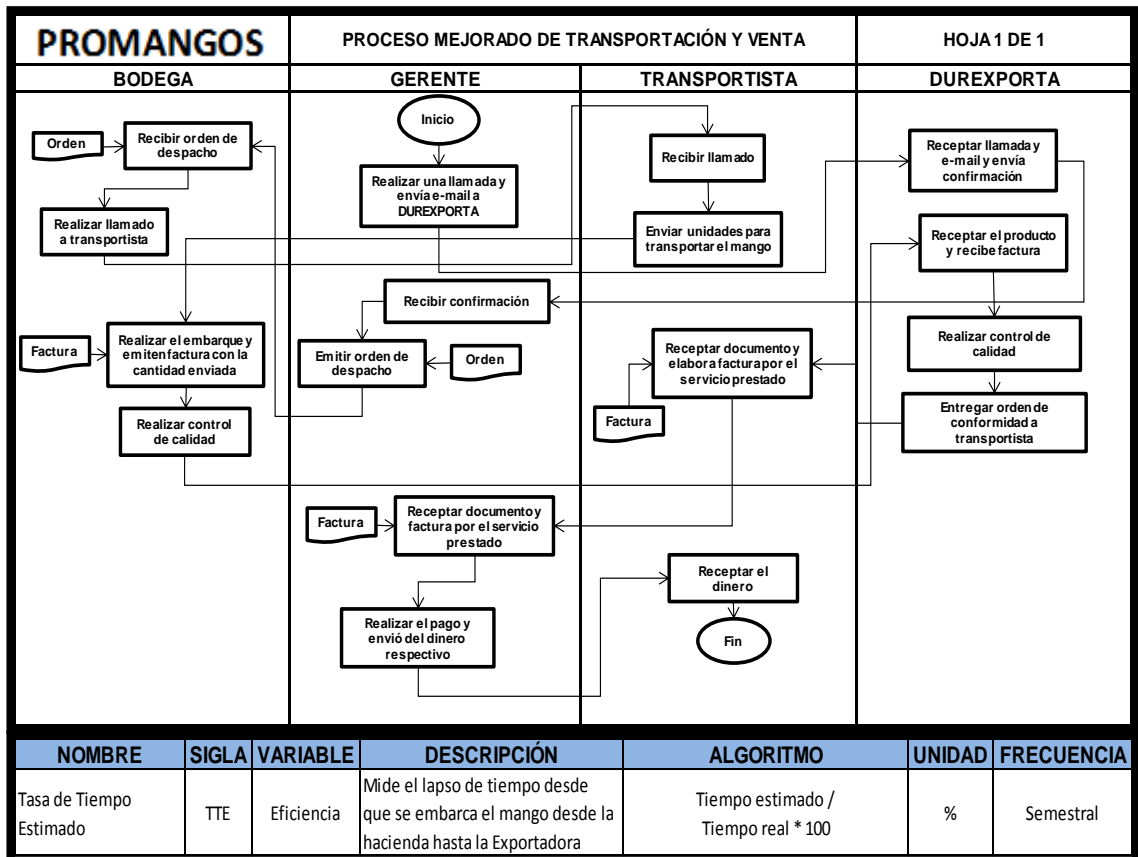 PROMANGOS
PROCESO MEJORADO DE TRANSPORTACIÓN Y VENTA
HOJA 1 DE 1
BODEGA
GERENTE
TRANSPORTISTA
DUREXPORTA
Inicio
Orden
Recibir orden de
despacho
Realizar una llamada y
envía e-mail a
DUREXPORTA
Recibir llamado
Receptar llamada y
e-mail y envía
confirmación
Realizar llamado
a transportista
Enviar unidades para
transportar el mango
Receptar el producto
y recibe factura
Recibir confirmación
Factura
Realizar el embarque y
emiten factura con la
cantidad enviada
Emitir orden de
despacho
Orden
Receptar documento y
elabora factura por el
servicio prestado
Realizar control de
calidad
Realizar control
de calidad
Factura
Entregar orden de
conformidad a
transportista
Factura
Receptar documento y
factura por el servicio
prestado
Receptar el
dinero
Realizar el pago y
envió del dinero
respectivo
Fin
NOMBRE
SIGLA
VARIABLE
DESCRIPCIÓN
ALGORITMO
UNIDAD
FRECUENCIA
Tasa de Tiempo
Estimado
TTE
Eficiencia
Mide el lapso de tiempo desde
que se embarca el mango desde la
hacienda hasta la Exportadora
Tiempo estimado /
Tiempo real * 100
%
Semestral